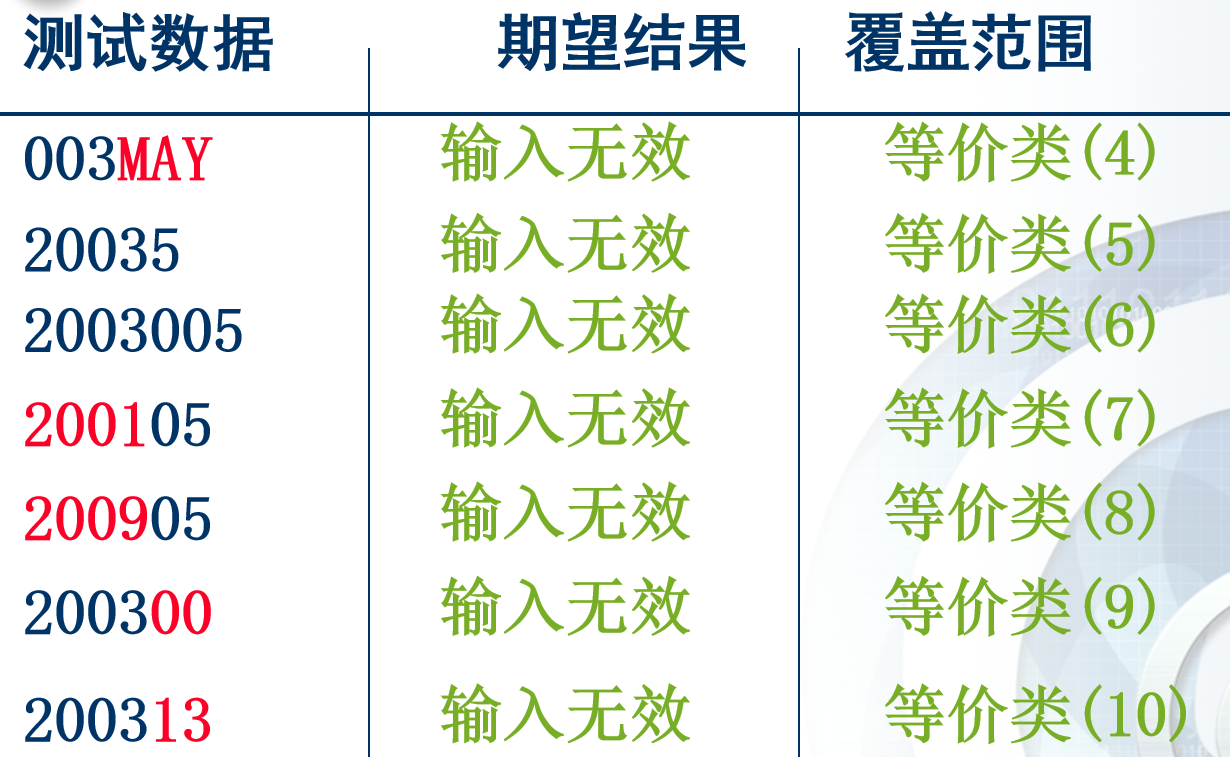 测试数据 期望结果 覆盖范围
003MAY 输入无效 等价类(4)
20035 输入无效 等价类(5)
2003005 输入无效 等价类(6)
200105 输入无效 等价类(7)
200905 输入无效 等价类(8)
200300 输入无效 等价类(9)
200313 输入无效 等价类(10)